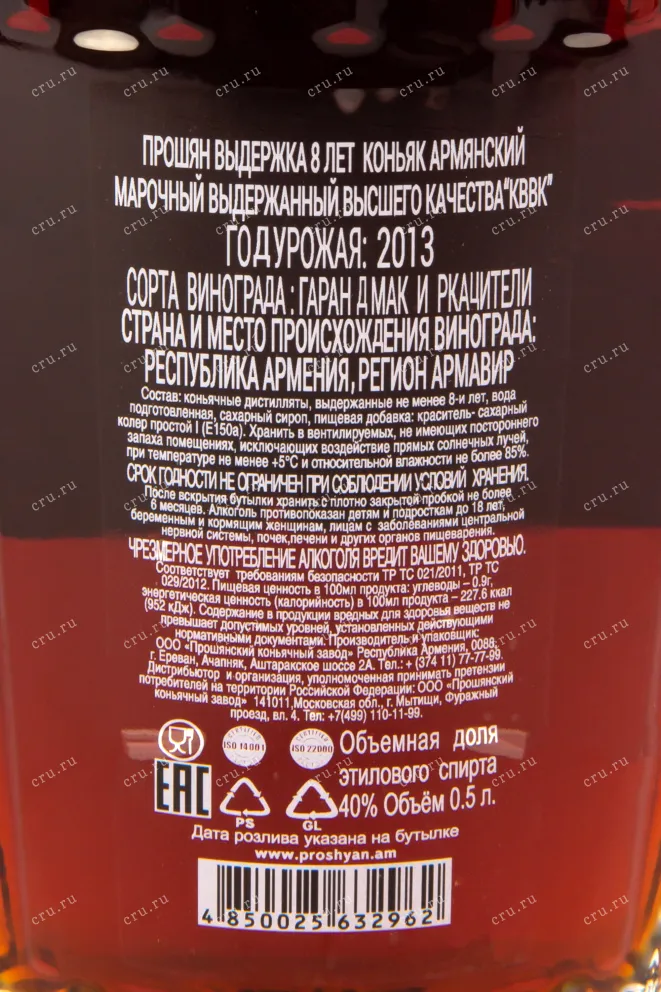 ПРОШЯН ВЫДЕРЖКА 8 ЛЕТ КОНЬЯК АРМЯНСКИЙ
МАРОЧНЫЙ ВЫДЕРЖАННЫЙ ВЫСШЕГО КАЧЕСТВА “КВВК”
ГОД УРОЖАЯ: 2013
СОРТА ВИНОГРАДА : ГАРАН ДМАК И РКАЦИТЕЛИ
СТРАНА И МЕСТО ПРОИСХОЖДЕНИЯ ВИНОГРАДА:
РЕСПУБЛИКА АРМЕНИЯ, РЕГИОН АРМАВИР
Состав: коньячные дистилляты, выдержанные не менее 8-и лет, вода
подготовленная, сахарный сироп, пищевая добавка: краситель- сахарный
колер простой I (E150a). Хранить в вентилируемых, не имеющих постороннего
запаха помещениях, исключающих воздействие прямых солнечных лучей,
при температуре не менее +5°С и относительной влажности не более 85%.
СРОК ГОДНОСТИ НЕ ОГРАНИЧЕН ПРИ СОБЛЮДЕНИИ УСЛОВИЙ ХРАНЕНИЯ.
После вскрытия бутылки хранить с плотно закрытой пробкой не более
6 месяцев. Алкоголь противопоказан детям и подросткам до 18 лет,
беременным и кормящим женщинам, лицам с заболеваниями центральной
нервной системы, почек,печени и других органов пищеварения.
ЧРЕЗМЕРНОЕ УПОТРЕБЛЕНИЕ АЛКОГОЛЯ ВРЕДИТ ВАШЕМУ ЗДОРОВЬЮ.
Соответствует требованиям безопасности ТР ТС 021/2011, ТР ТС
029/2012. Пищевая ценность в 100мл продукта: углеводы – 0.9г,
энергетическая ценность (калорийность) в 100мл продукта – 227.6 ккал
(952 кДж). Содержание в продукции вредных для здоровья веществ не
превышает допустимых уровней, установленных действующими
нормативными документами. Производитель и упаковщик:
ООО «Прошянский коньячный завод» Республика Армения, 0088,
г. Ереван, Ачапняк, Аштаракское шоссе 2А. Тел.: + (374 11) 77-77-99.
Дистрибьютор и организация, уполномоченная принимать претензии
потребителей на территории Российской Федерации: ООО «Прошянский
коньячный завод» 141011,Московская обл., г. Мытищи, Фуражный
проезд, вл. 4. Тел: +7(499) 110-11-99.
CERTIFIED ISO 14001
CERTIFIED ISO 22000
Объемная доля
этилового спирта
40% Объём 0.5 л.
EAC
PS
GL
Дата розлива указана на бутылке
www.proshyan.am
4 850025 632962
cru.ru